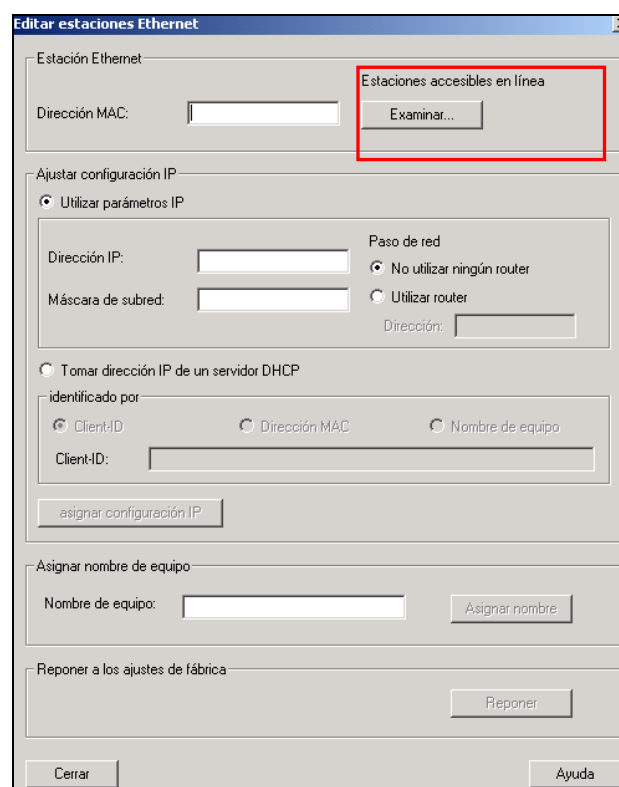 Editar estaciones Ethernet
Estación Ethernet
Estaciones accesibles en línea
Dirección MAC:
Examinar...
Ajustar configuración IP
Utilizar parámetros IP
Paso de red
Dirección IP:
No utilizar ningún router
Máscara de subred:
Utilizar router
Dirección:
Tomar dirección IP de un servidor DHCP
identificado por
Client-ID
Dirección MAC
Nombre de equipo
Client-ID:
asignar configuración IP
Asignar nombre de equipo
Nombre de equipo:
Asignar nombre
Reponer a los ajustes de fábrica
Reponer
Cerrar
Ayuda